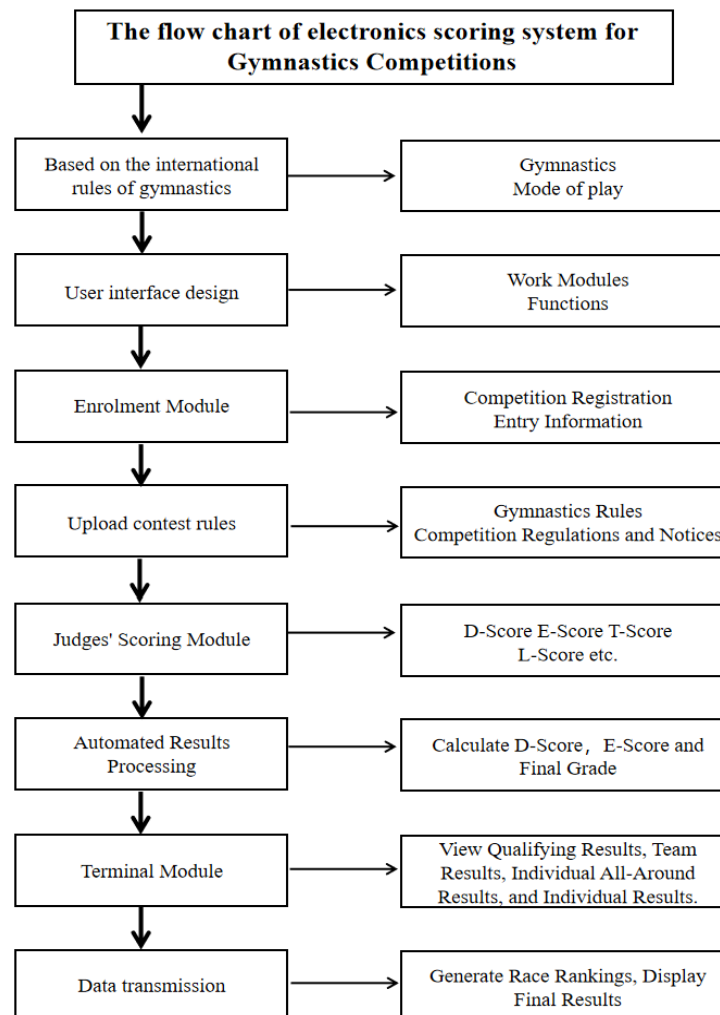 The flow chart of electronics scoring system for
Gymnastics Competitions
Based on the international
rules of gymnastics
Gymnastics
Mode of play
User interface design
Work Modules
Functions
Enrolment Module
Competition Registration
Entry Information
Upload contest rules
Gymnastics Rules
Competition Regulations and Notices
Judges' Scoring Module
D-Score E-Score T-Score
L-Score etc.
Automated Results
Processing
Calculate D-Score， E-Score and
Final Grade
Terminal Module
View Qualifying Results, Team
Results, Individual All-Around
Results, and Individual Results.
Data transmission
Generate Race Rankings, Display
Final Results